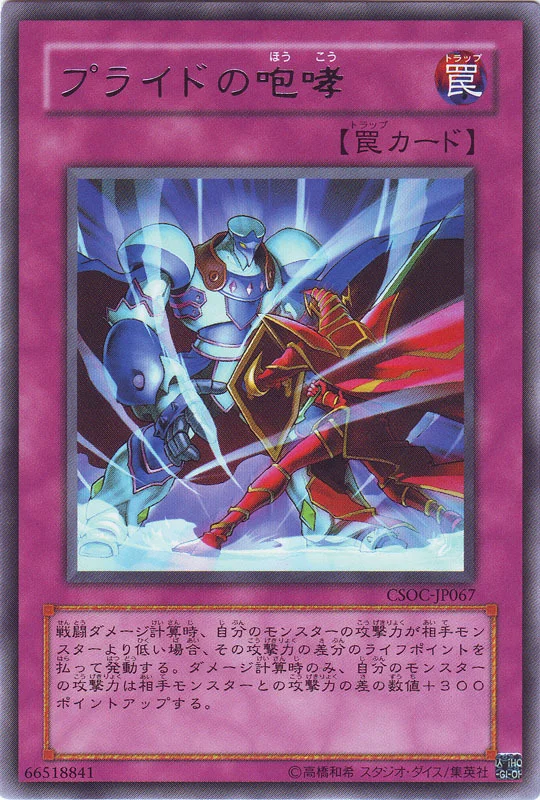 プライドの咆哮
ほう こう
トラップ
罠
【罠カード】
トラップ
CSOC-JP067
戦闘ダメージ計算時、自分のモンスターの攻撃力が相手モン
スターより低い場合、その攻撃力の差分のライフポイントを
払って発動する。ダメージ計算時のみ、自分のモンスター
の攻撃力は相手モンスターとの攻撃力の差の数値+300
ポイントアップする。
66518841
©高橋和希 スタジオ・ダイス/集英社